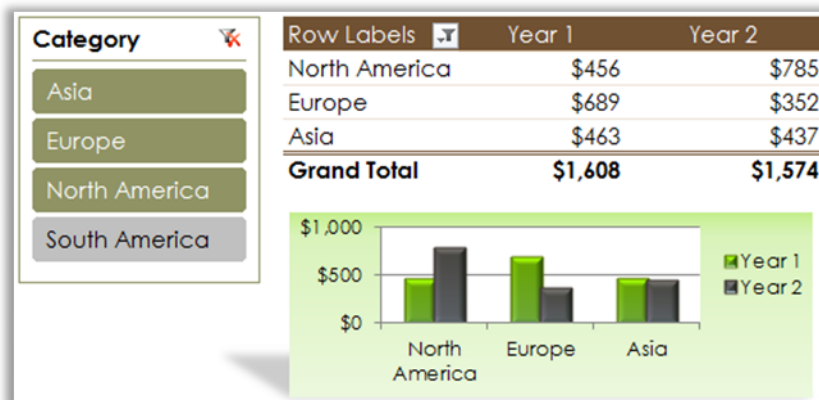 Category
Asia
Europe
North America
South America
Row Labels Year 1 Year 2
North America $456 $785
Europe $689 $352
Asia $463 $437
Grand Total $1,608 $1,574
$1,000
$500
$0
North America
Europe
Asia
Year 1
Year 2